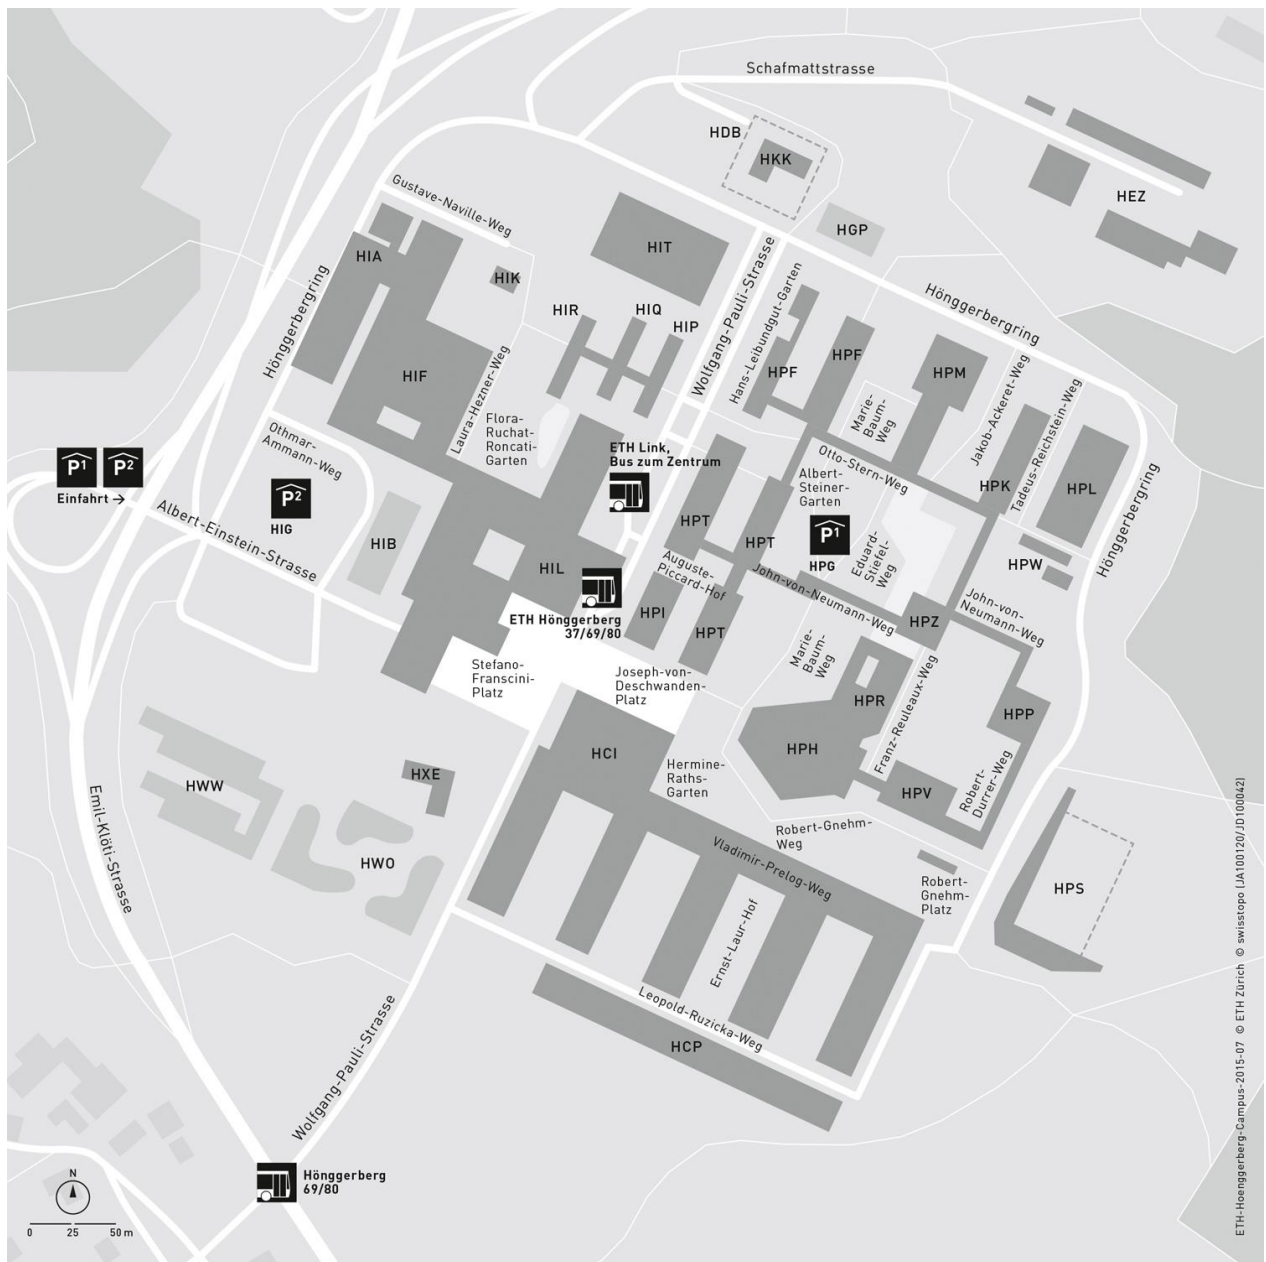 Schafmattstrasse
HDB
HKK
HEZ
Gustave-Naville-Weg
HGP
HIA
HIT
HIK
Wolfgang-Pauli-Strasse
Hans-Leibundgut-Garten
Hönggerbergring
Hönggerbergring
HIR
HIQ
HIP
HPF
HPF
HPM
HIF
Laura-Hezner-Weg
Jakob-Ackeret-Weg
Tadeus-Reichstein-Weg
Marie-
Baum-
Weg
Flora-
Ruchat-
Roncati-
Garten
Othmar-
Ammann-Weg
ETH Link,
Bus zum Zentrum
Otto-Stern-Weg
Albert-
Steiner-
Garten
P1
P2
Einfahrt →
P2
HIG
Albert-Einstein-Strasse
HIB
HPT
HPT
P1
HPG
Eduard-
Stiefel-
Weg
HPK
HPL
Hönggerbergring
HIL
Auguste-
Piccard-Hof
John-von-Neumann-Weg
HPW
John-von-
Neumann-Weg
ETH Hönggerberg
37/69/80
HPI
HPT
HPZ
Marie-
Baum-
Weg
Stefano-
Franscini-
Platz
Joseph-von-
Deschwanden-
Platz
HPR
Franz-Reuleaux-Weg
HPP
HCI
HPH
Hermine-
Raths-
Garten
HPV
Robert-
Durrer-Weg
HWW
HXE
Emil-Klöti-Strasse
HWO
Robert-Gnehm-
Weg
Vladimir-Prelog-Weg
Robert-
Gnehm-
Platz
HPS
Ernst-Laur-Hof
Leopold-Ruzicka-Weg
HCP
Wolfgang-Pauli-Strasse
Hönggerberg
69/80
N
0 25 50 m
ETH-Hoenggerberg-Campus-2015-07 © ETH Zürich © swisstopo (JA100120/JD100042)